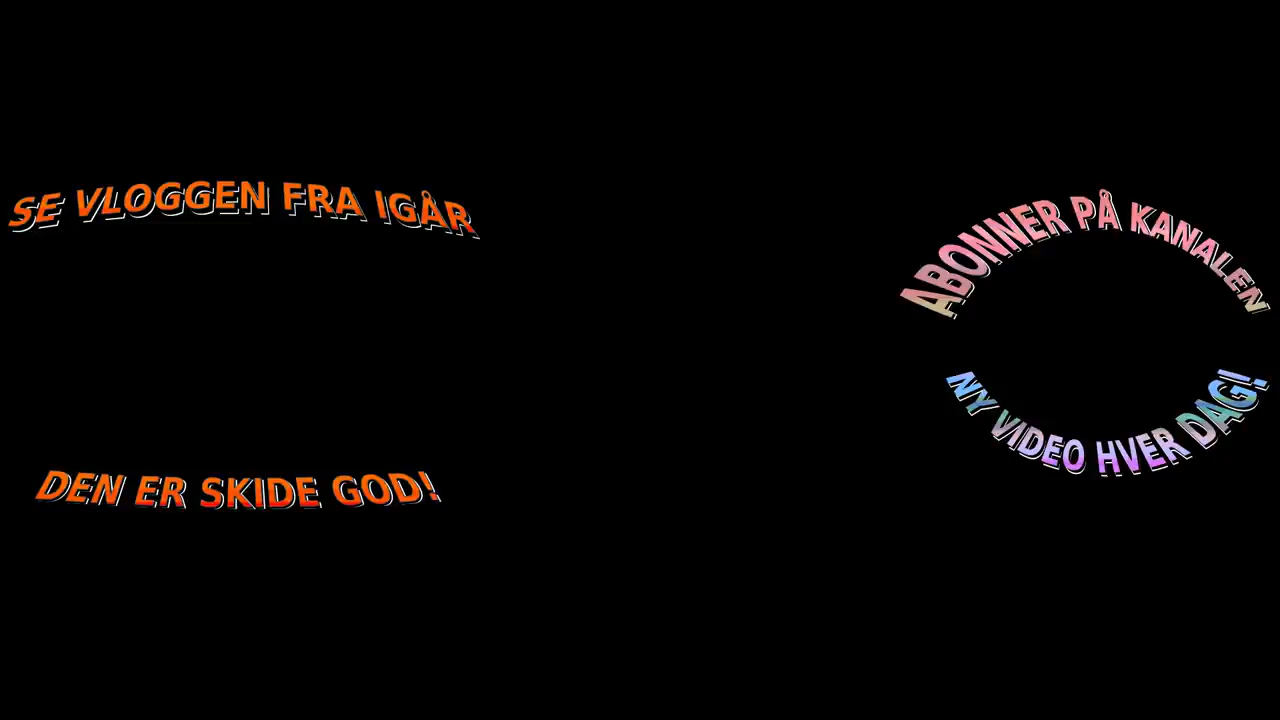 SE VLOGGEN FRA IGÅR
DEN ER SKIDE GOD!
ABONNER PÅ KANALEN
NY VIDEO HVER DAG!